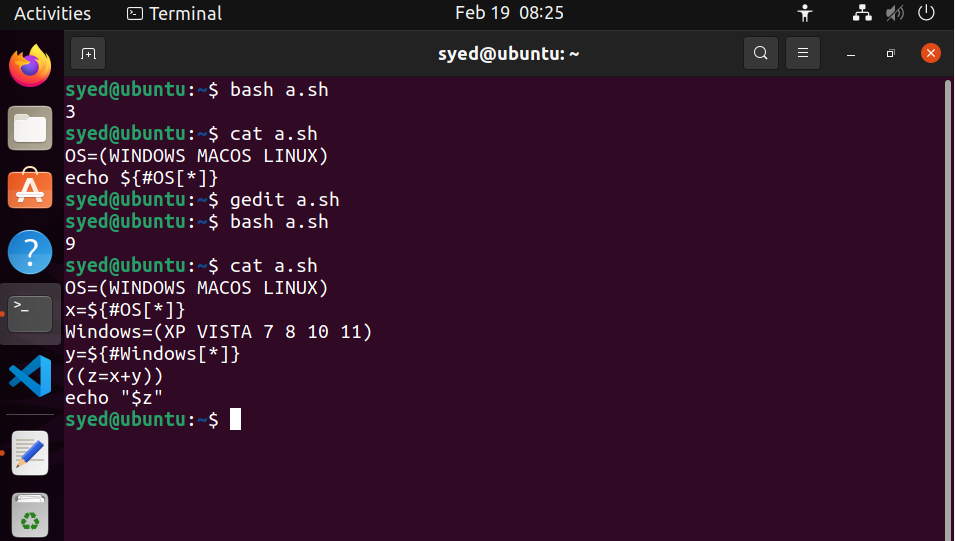 Activities
Terminal
Feb 19 08:25
syed@ubuntu: ~
syed@ubuntu:~$ bash a.sh
3
syed@ubuntu:~$ cat a.sh
OS=(WINDOWS MACOS LINUX)
echo ${#OS[*]}
syed@ubuntu:~$ gedit a.sh
syed@ubuntu:~$ bash a.sh
9
syed@ubuntu:~$ cat a.sh
OS=(WINDOWS MACOS LINUX)
x=${#OS[*]}
Windows=(XP VISTA 7 8 10 11)
y=${#Windows[*]}
((z=x+y))
echo "$z"
syed@ubuntu:~$